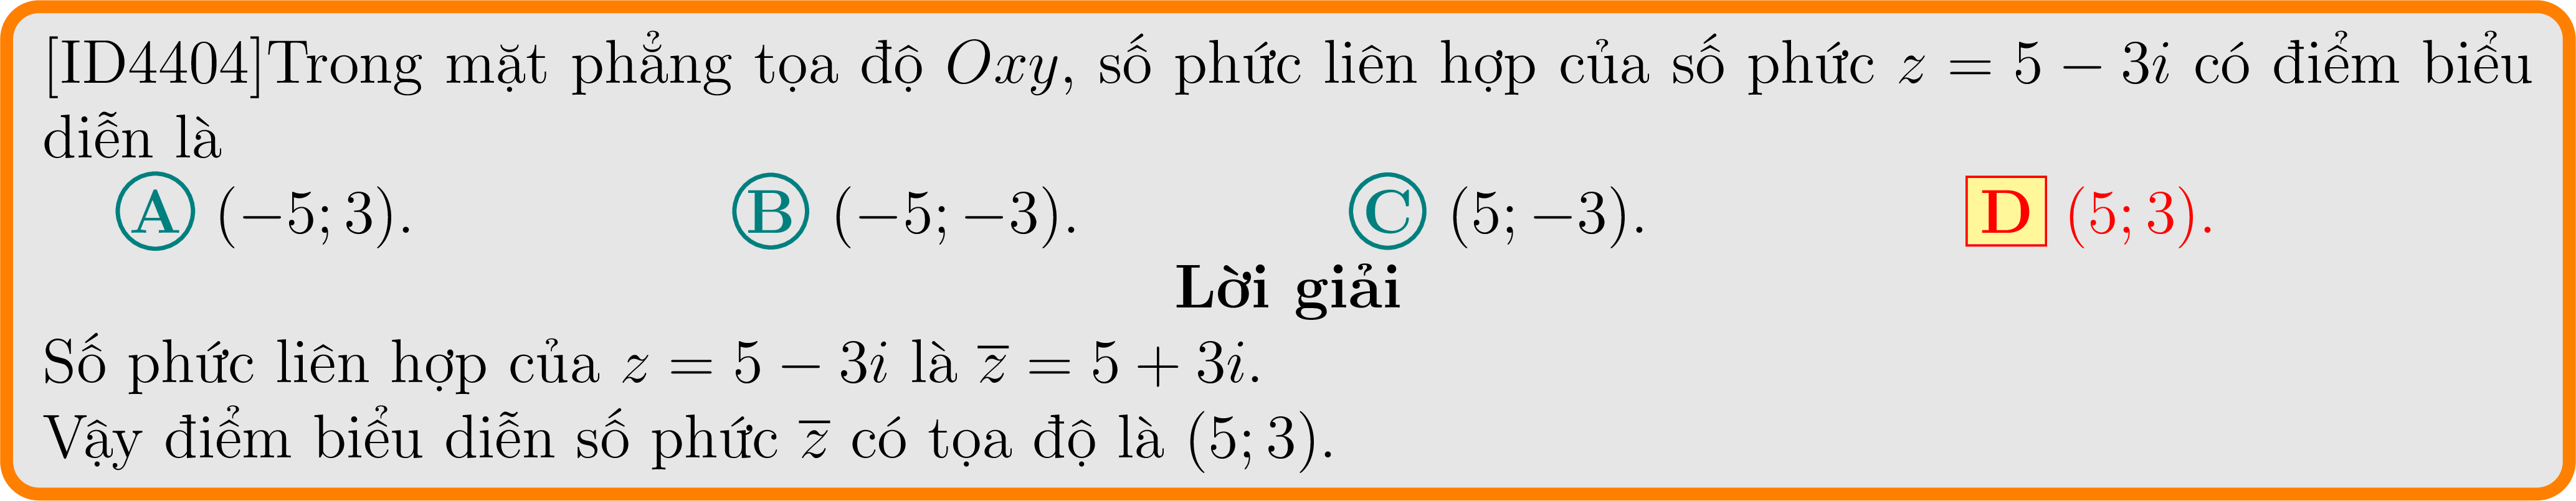 [ID4404]Trong mặt phẳng tọa độ Oxy, số phức liên hợp của số phức z = 5 − 3i có điểm biểu
diễn là
A (−5; 3). B (−5; −3). C (5; −3). D (5; 3).
Lời giải
Số phức liên hợp của z = 5 − 3i là z̅ = 5 + 3i.
Vậy điểm biểu diễn số phức z̅ có tọa độ là (5; 3).